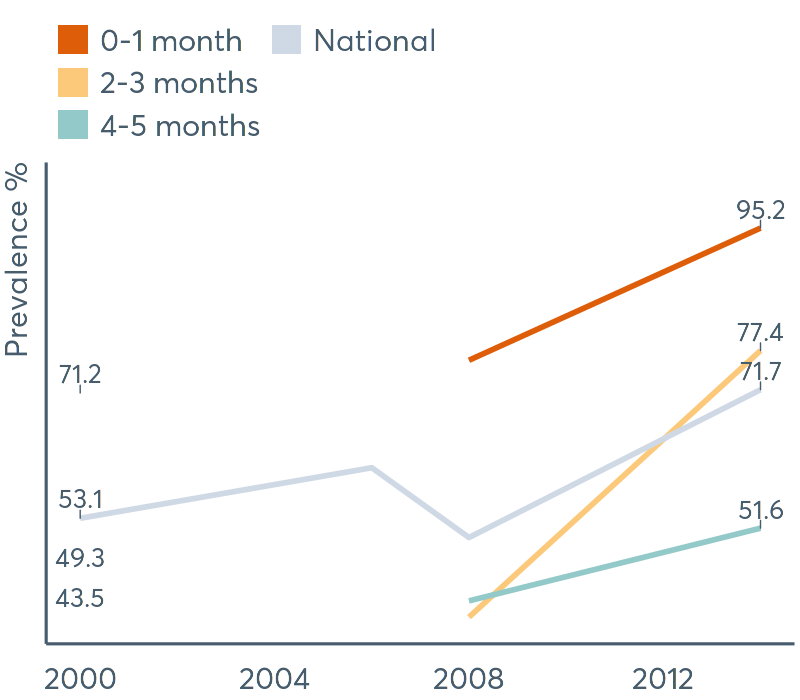 0-1 month
National
2-3 months
4-5 months
Prevalence %
95.2
77.4
71.7
71.2
53.1
51.6
49.3
43.5
2000 2004 2008 2012